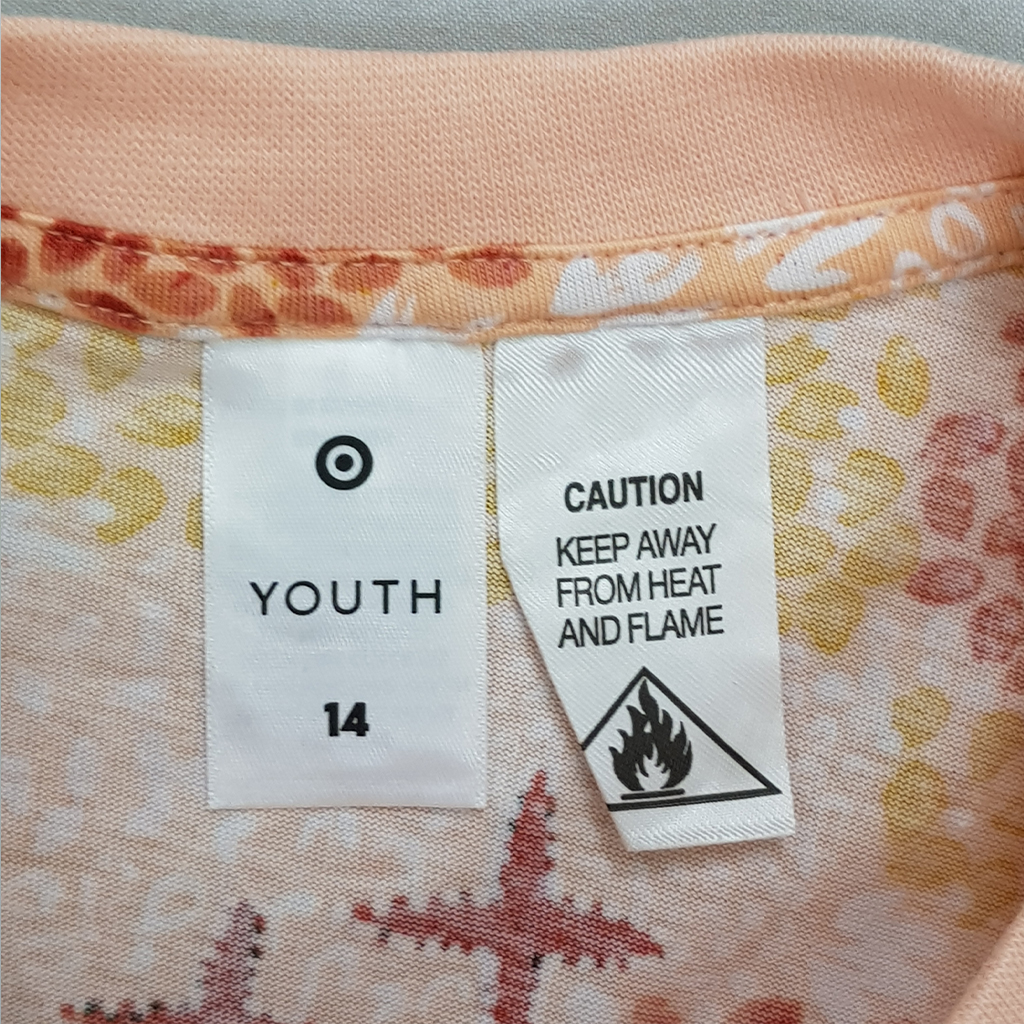 YOUTH
14
CAUTION
KEEP AWAY
FROM HEAT
AND FLAME